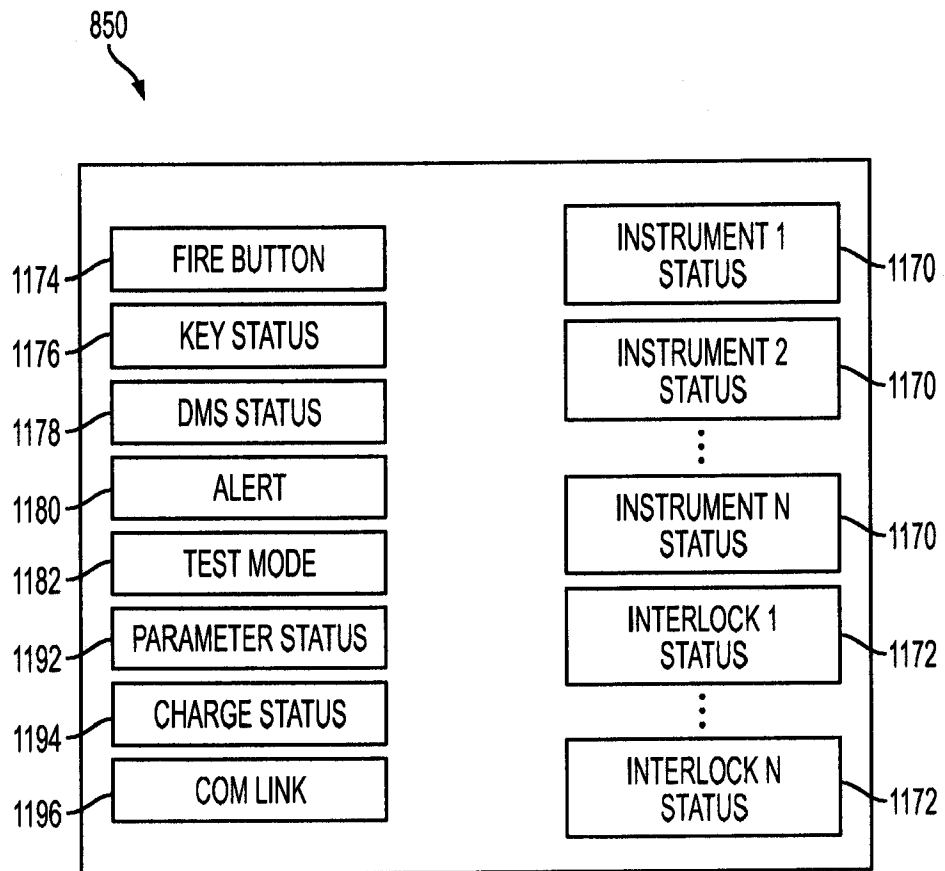 850
1174 FIRE BUTTON
1176 KEY STATUS
1178 DMS STATUS
1180 ALERT
1182 TEST MODE
1192 PARAMETER STATUS
1194 CHARGE STATUS
1196 COM LINK
INSTRUMENT 1
STATUS 1170
INSTRUMENT 2
STATUS 1170
INSTRUMENT N
STATUS 1170
INTERLOCK 1
STATUS 1172
INTERLOCK N
STATUS 1172